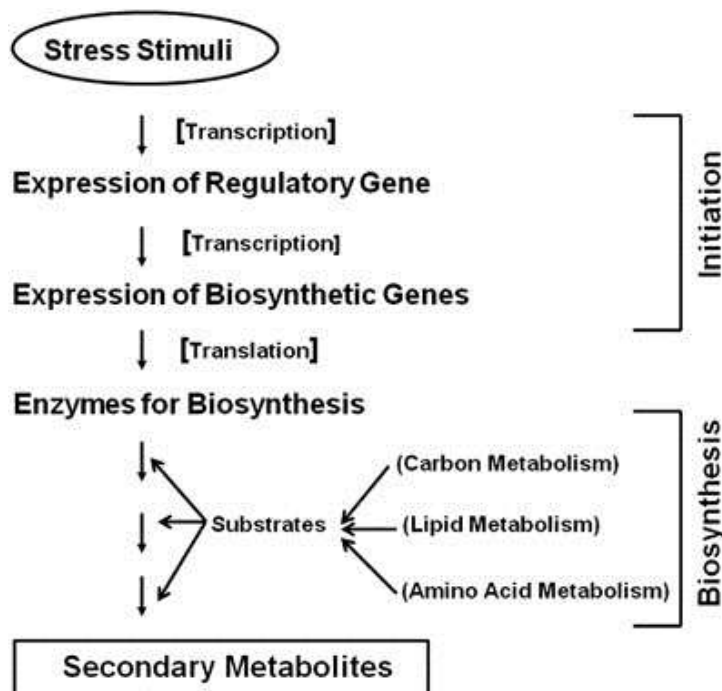 Stress Stimuli
[Transcription]
Expression of Regulatory Gene
[Transcription]
Expression of Biosynthetic Genes
[Translation]
Enzymes for Biosynthesis
(Carbon Metabolism)
Substrates
(Lipid Metabolism)
(Amino Acid Metabolism)
Secondary Metabolites
Initiation
Biosynthesis